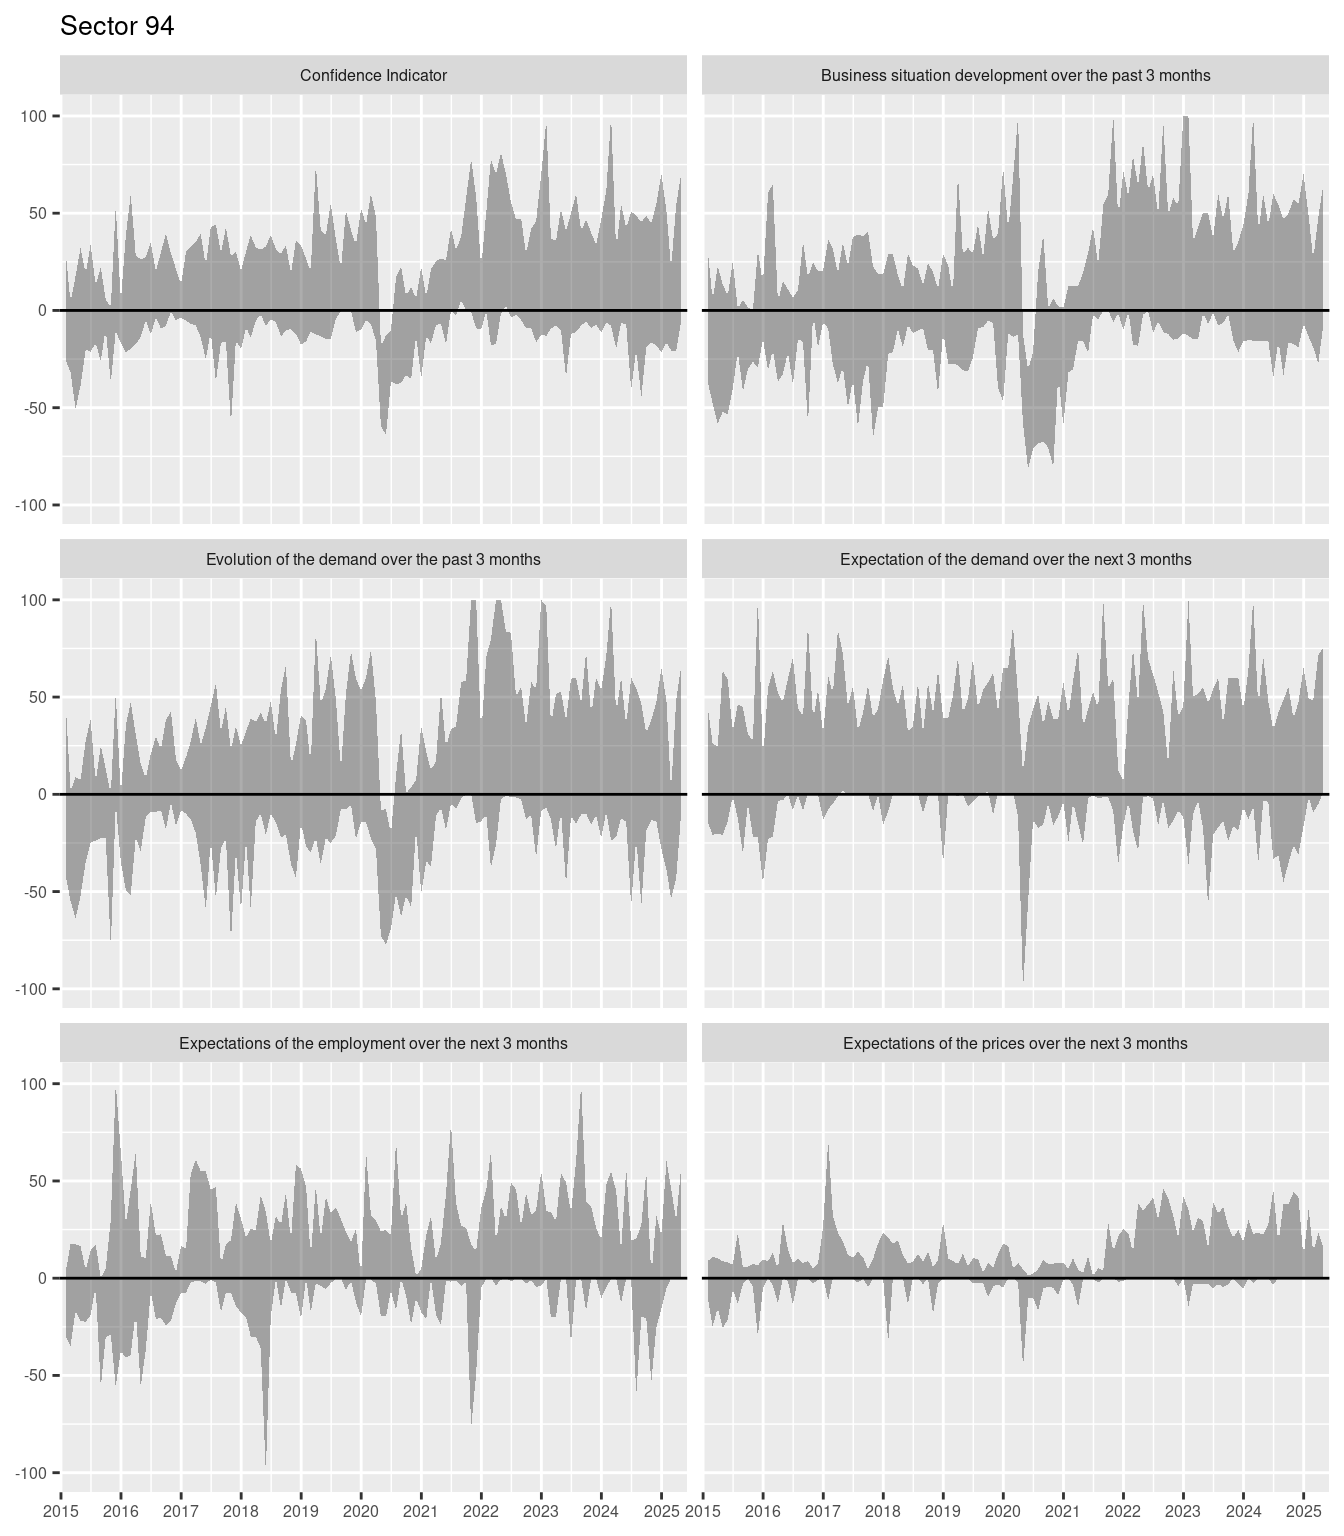 Sector 94
Confidence Indicator
Business situation development over the past 3 months
100
50
0
-50
-100
Evolution of the demand over the past 3 months
Expectation of the demand over the next 3 months
100
50
0
-50
-100
Expectations of the employment over the next 3 months
Expectations of the prices over the next 3 months
100
50
0
-50
-100
2015 2016 2017 2018 2019 2020 2021 2022 2023 2024 2025
2015 2016 2017 2018 2019 2020 2021 2022 2023 2024 2025